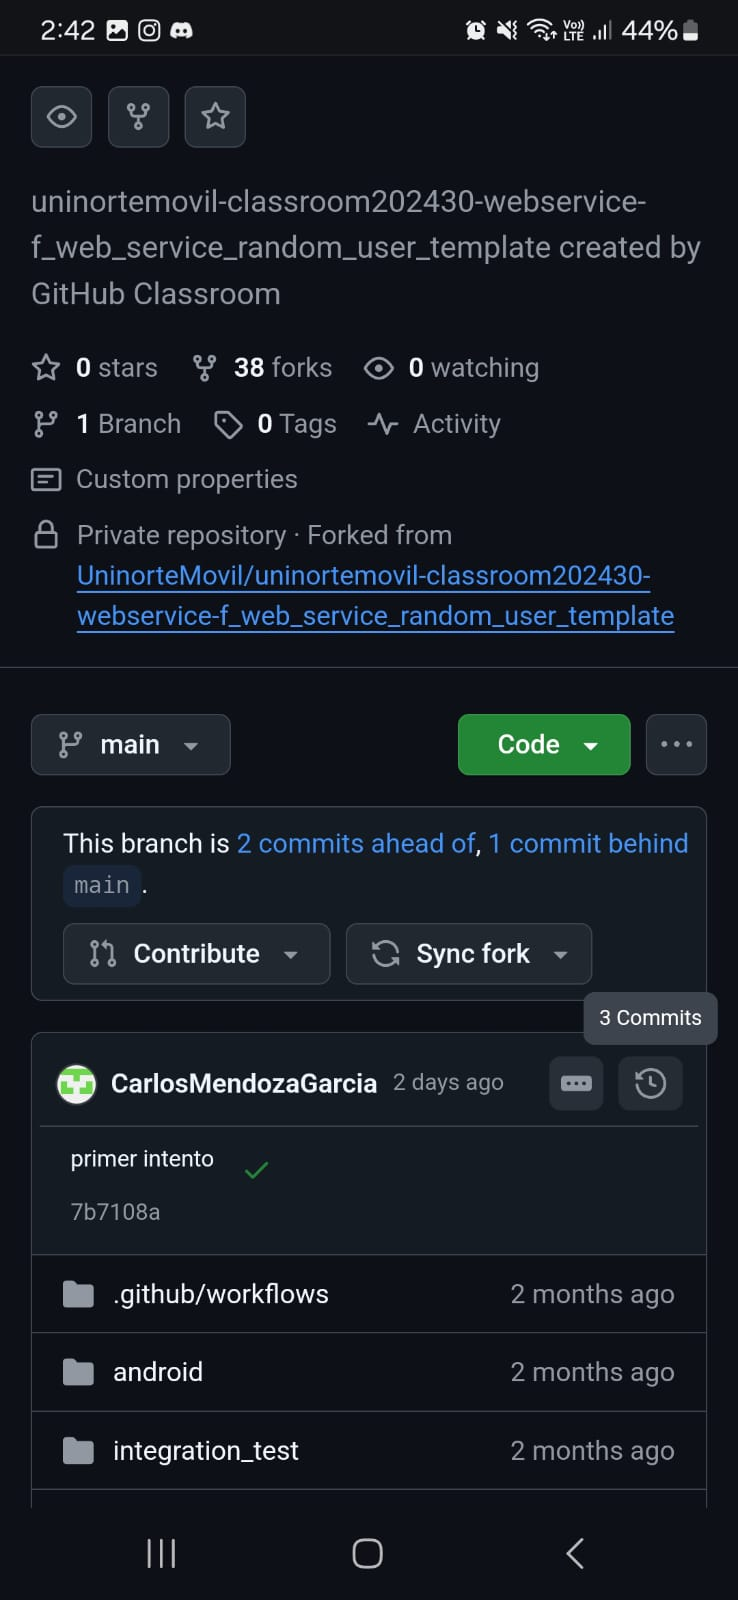 2:42 Vo)) LTE 44%
uninortemovil-classroom202430-webservice-
f_web_service_random_user_template created by
GitHub Classroom
0 stars 38 forks 0 watching
1 Branch 0 Tags Activity
Custom properties
Private repository · Forked from
UninorteMovil/uninortemovil-classroom202430-
webservice-f_web_service_random_user_template
main Code
This branch is 2 commits ahead of, 1 commit behind
main .
Contribute Sync fork
3 Commits
CarlosMendozaGarcia 2 days ago
primer intento
7b7108a
.github/workflows 2 months ago
android 2 months ago
integration_test 2 months ago